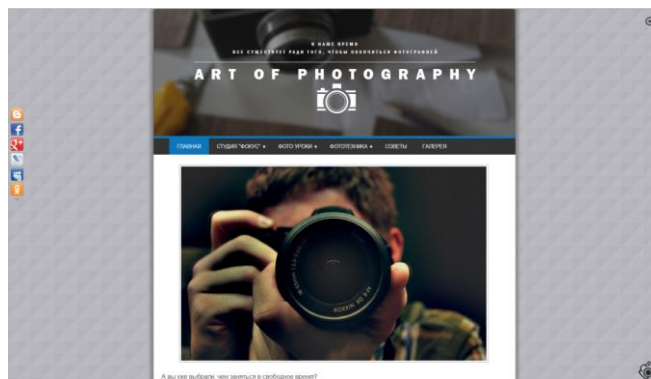 В НАШЕ ВРЕМЯ
ВСЕ СУЩЕСТВУЕТ РАДИ ТОГО, ЧТОБЫ ОКОНЧИТЬСЯ ФОТОГРАФИЕЙ
ART OF PHOTOGRAPHY
ГЛАВНАЯ СТУДИЯ "ФОКУС" ▾ ФОТО УРОКИ ▾ ФОТОТЕХНИКА ▾ СОВЕТЫ ГАЛЕРЕЯ
А вы уже выбрали, чем заняться в свободное время?